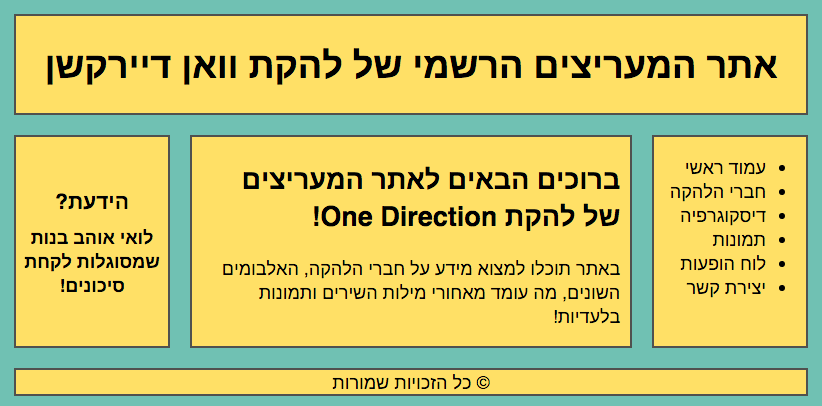 אתר המעריצים הרשמי של להקת וואן דיירקשן
עמוד ראשי
חברי הלהקה
דיסקוגרפיה
תמונות
לוח הופעות
יצירת קשר
ברוכים הבאים לאתר המעריצים
של להקת One Direction!
באתר תוכלו למצוא מידע על חברי הלהקה, האלבומים
השונים, מה עומד מאחורי מילות השירים ותמונות
בלעדיות!
הידעת?
לואי אוהב בנות
שמסוגלות לקחת
סיכונים!
© כל הזכויות שמורות